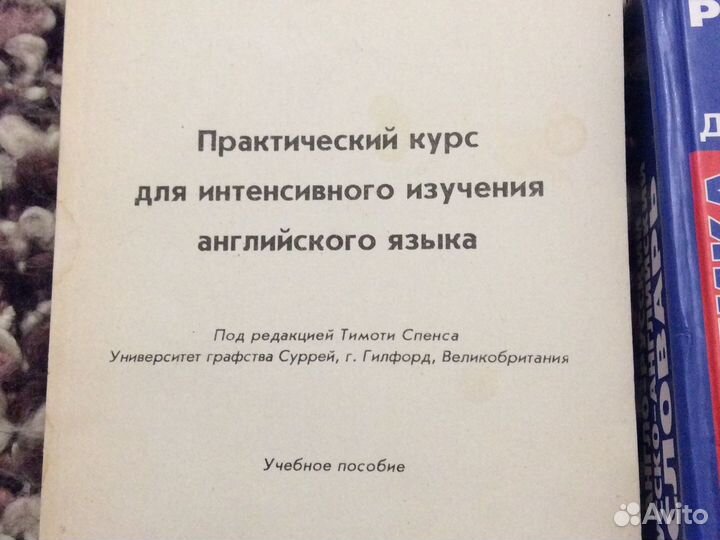 Практический курс
для интенсивного изучения
английского языка
Под редакцией Тимоти Спенса
Университет графства Суррей, г. Гилфорд, Великобритания
Учебное пособие
СЛОВАРЬ
Avito